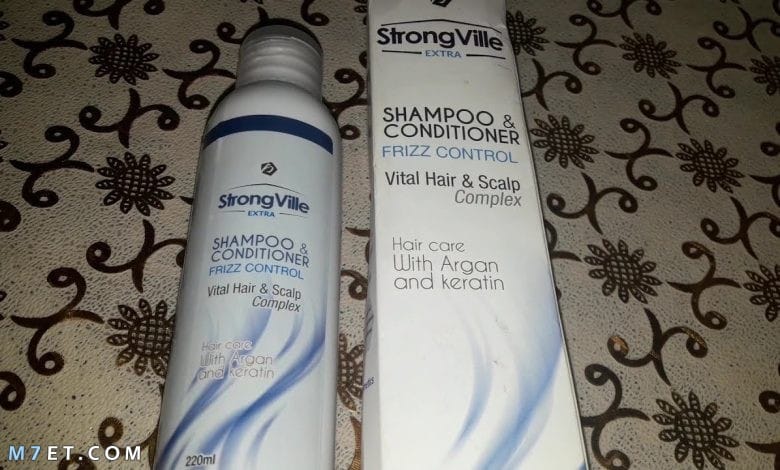 StrongVille
EXTRA
SHAMPOO &
CONDITIONER
FRIZZ CONTROL
Vital Hair & Scalp
Complex
Hair care
With Argan
and keratin
220ml
StrongVille
EXTRA
SHAMPOO &
CONDITIONER
FRIZZ CONTROL
Vital Hair & Scalp
Complex
Hair care
With Argan
and keratin
M7ET.COM